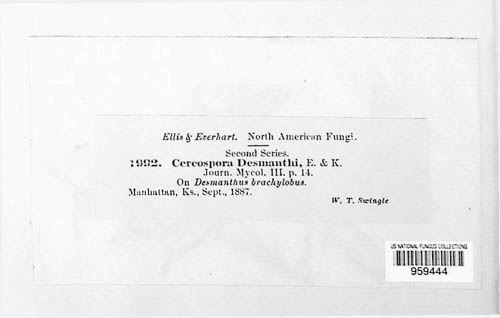 Ellis & Everhart. North American Fungi.
Second Series.
1992. Cercospora Desmanthi, E. & K.
Journ. Mycol. III. p. 14.
On Desmanthus brachylobus.
Manhattan, Ks., Sept., 1887.
W. T. Swingle
US NATIONAL FUNGUS COLLECTIONS
959444